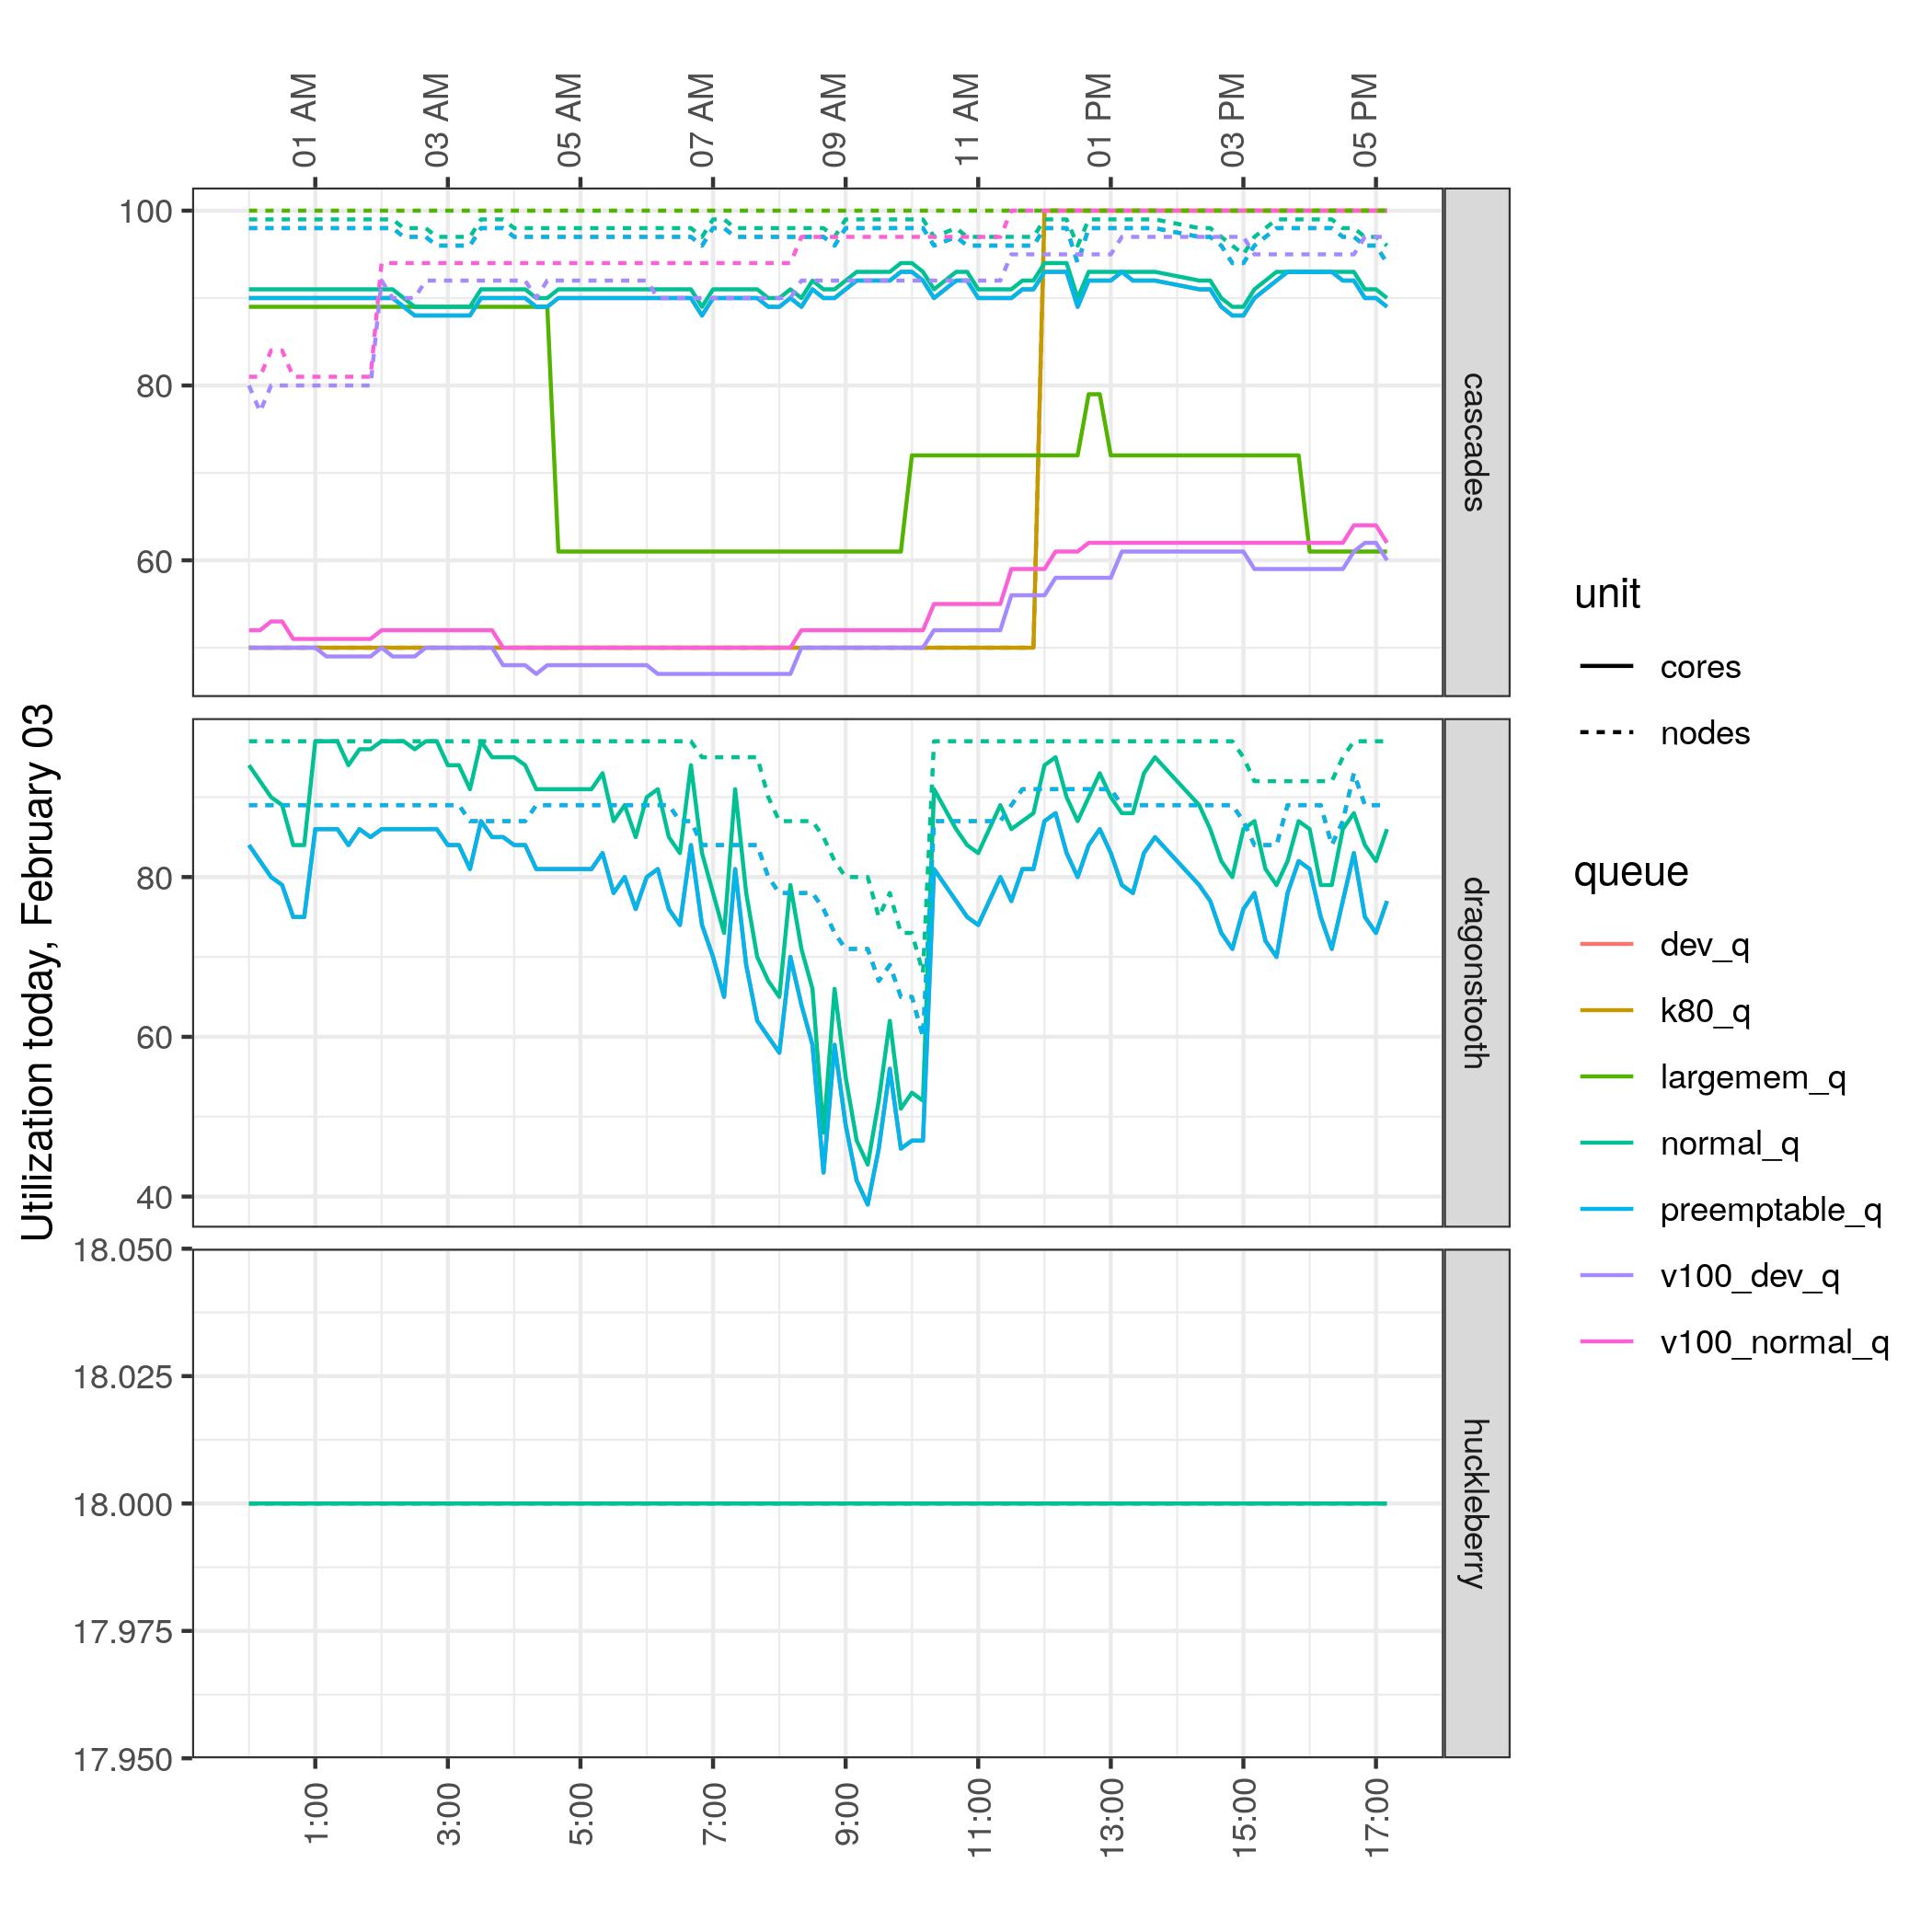 01 AM
03 AM
05 AM
07 AM
09 AM
11 AM
01 PM
03 PM
05 PM
100
80
60
cascades
80
60
40
dragonstooth
18.050
18.025
18.000
17.975
17.950
huckleberry
1:00
3:00
5:00
7:00
9:00
11:00
13:00
15:00
17:00
Utilization today, February 03
unit
cores
nodes
queue
dev_q
k80_q
largemem_q
normal_q
preemptable_q
v100_dev_q
v100_normal_q